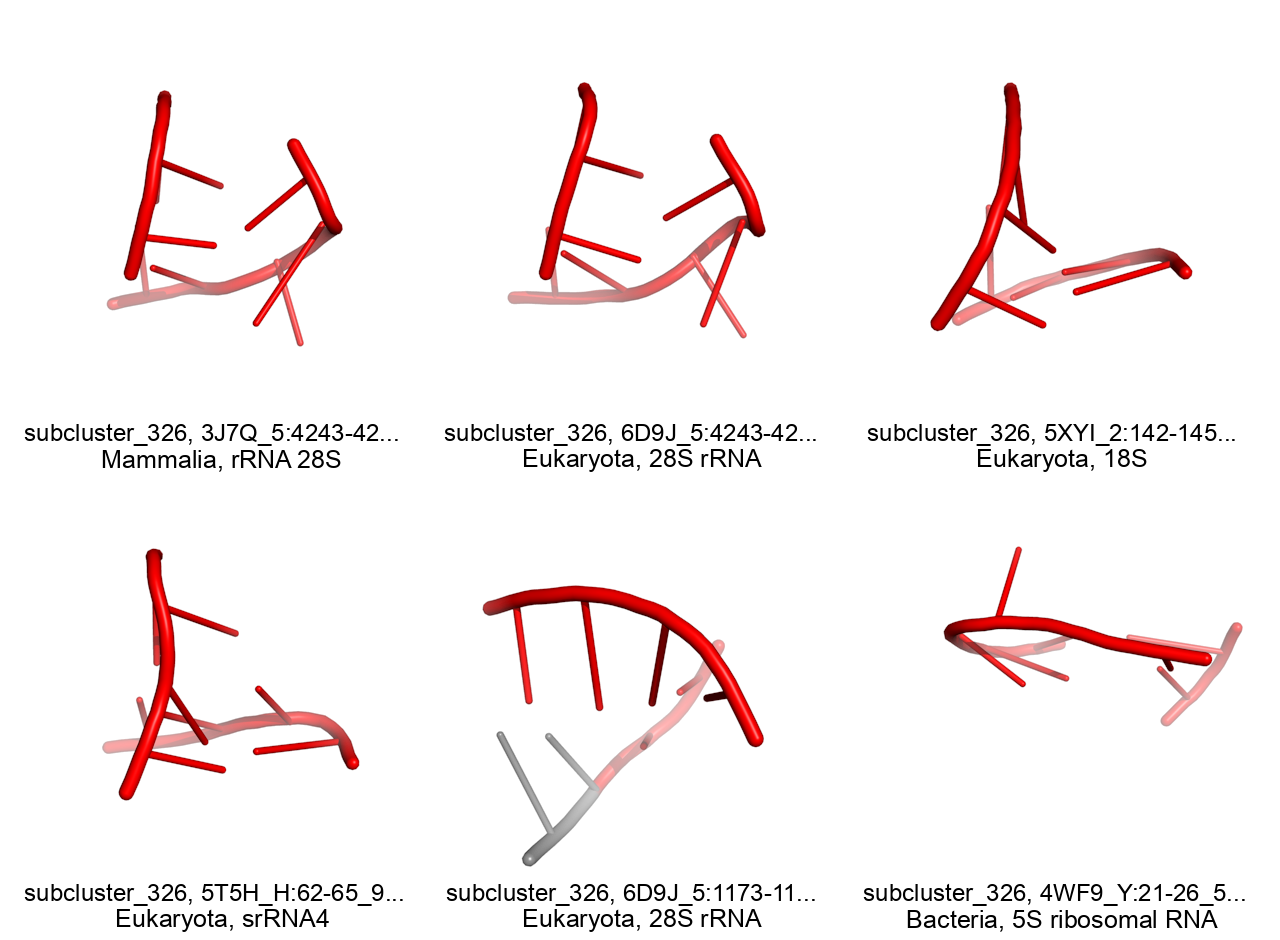 subcluster_326, 3J7Q_5:4243-42...
Mammalia, rRNA 28S
subcluster_326, 6D9J_5:4243-42...
Eukaryota, 28S rRNA
subcluster_326, 5XYI_2:142-145...
Eukaryota, 18S
subcluster_326, 5T5H_H:62-65_9...
Eukaryota, srRNA4
subcluster_326, 6D9J_5:1173-11...
Eukaryota, 28S rRNA
subcluster_326, 4WF9_Y:21-26_5...
Bacteria, 5S ribosomal RNA